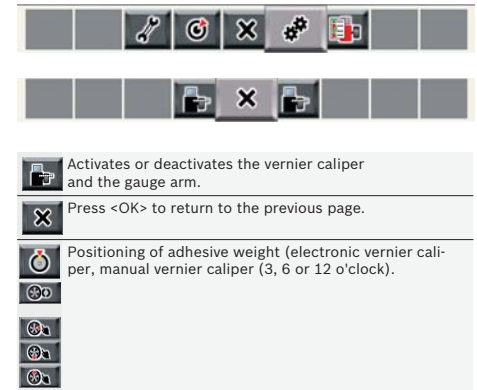 Activates or deactivates the vernier caliper
and the gauge arm.
Press <OK> to return to the previous page.
Positioning of adhesive weight (electronic vernier cali-
per, manual vernier caliper (3, 6 or 12 o'clock).